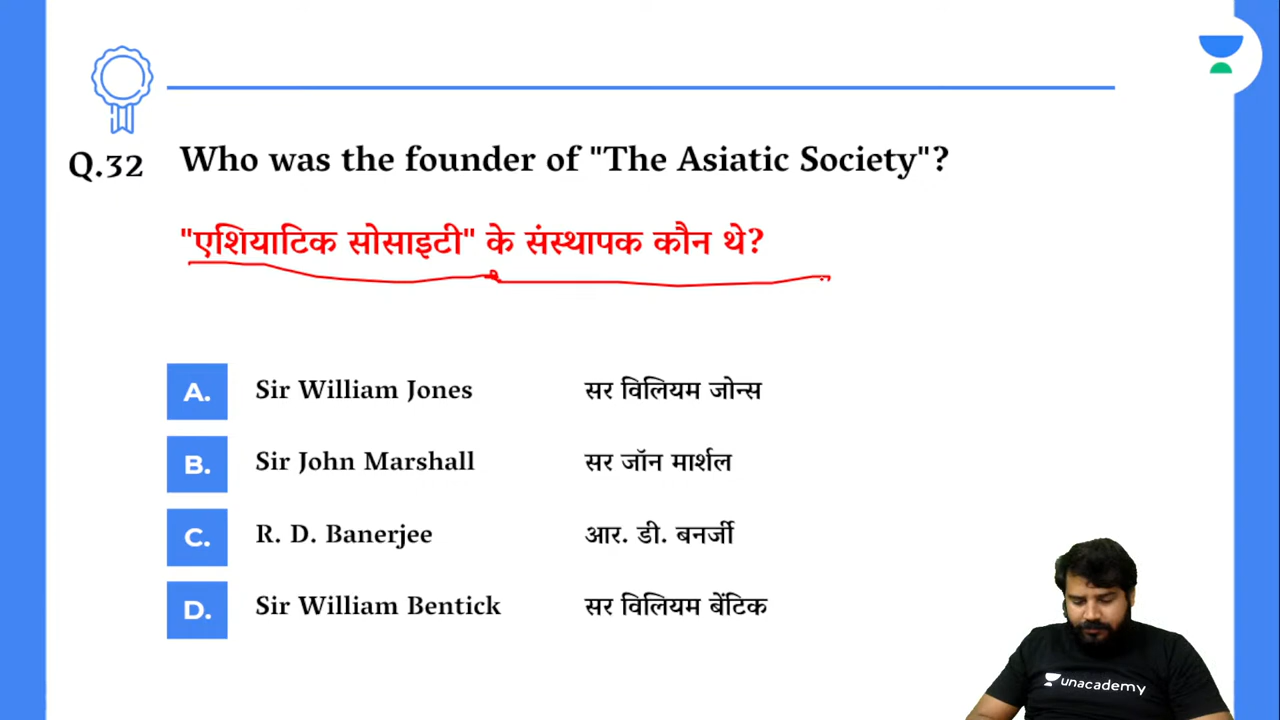 Q.32 Who was the founder of "The Asiatic Society"?
"एशियाटिक सोसाइटी" के संस्थापक कौन थे?
A. Sir William Jones सर विलियम जोन्स
B. Sir John Marshall सर जॉन मार्शल
C. R. D. Banerjee आर. डी. बनर्जी
D. Sir William Bentick सर विलियम बेंटिक
unacademy